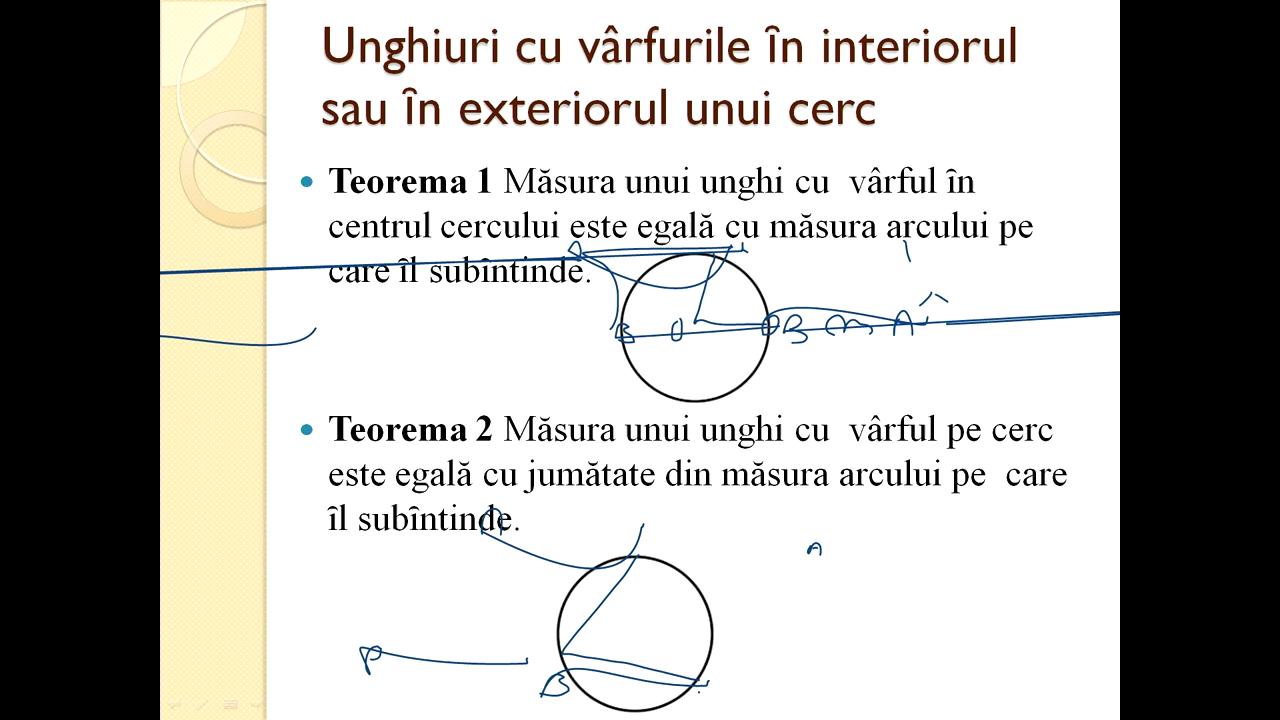 Unghiuri cu vârfurile în interiorul
sau în exteriorul unui cerc
• Teorema 1 Măsura unui unghi cu vârful în
centrul cercului este egală cu măsura arcului pe
care îl subîntinde.
B O B m A
• Teorema 2 Măsura unui unghi cu vârful pe cerc
este egală cu jumătate din măsura arcului pe care
îl subîntinde.
A
P
B